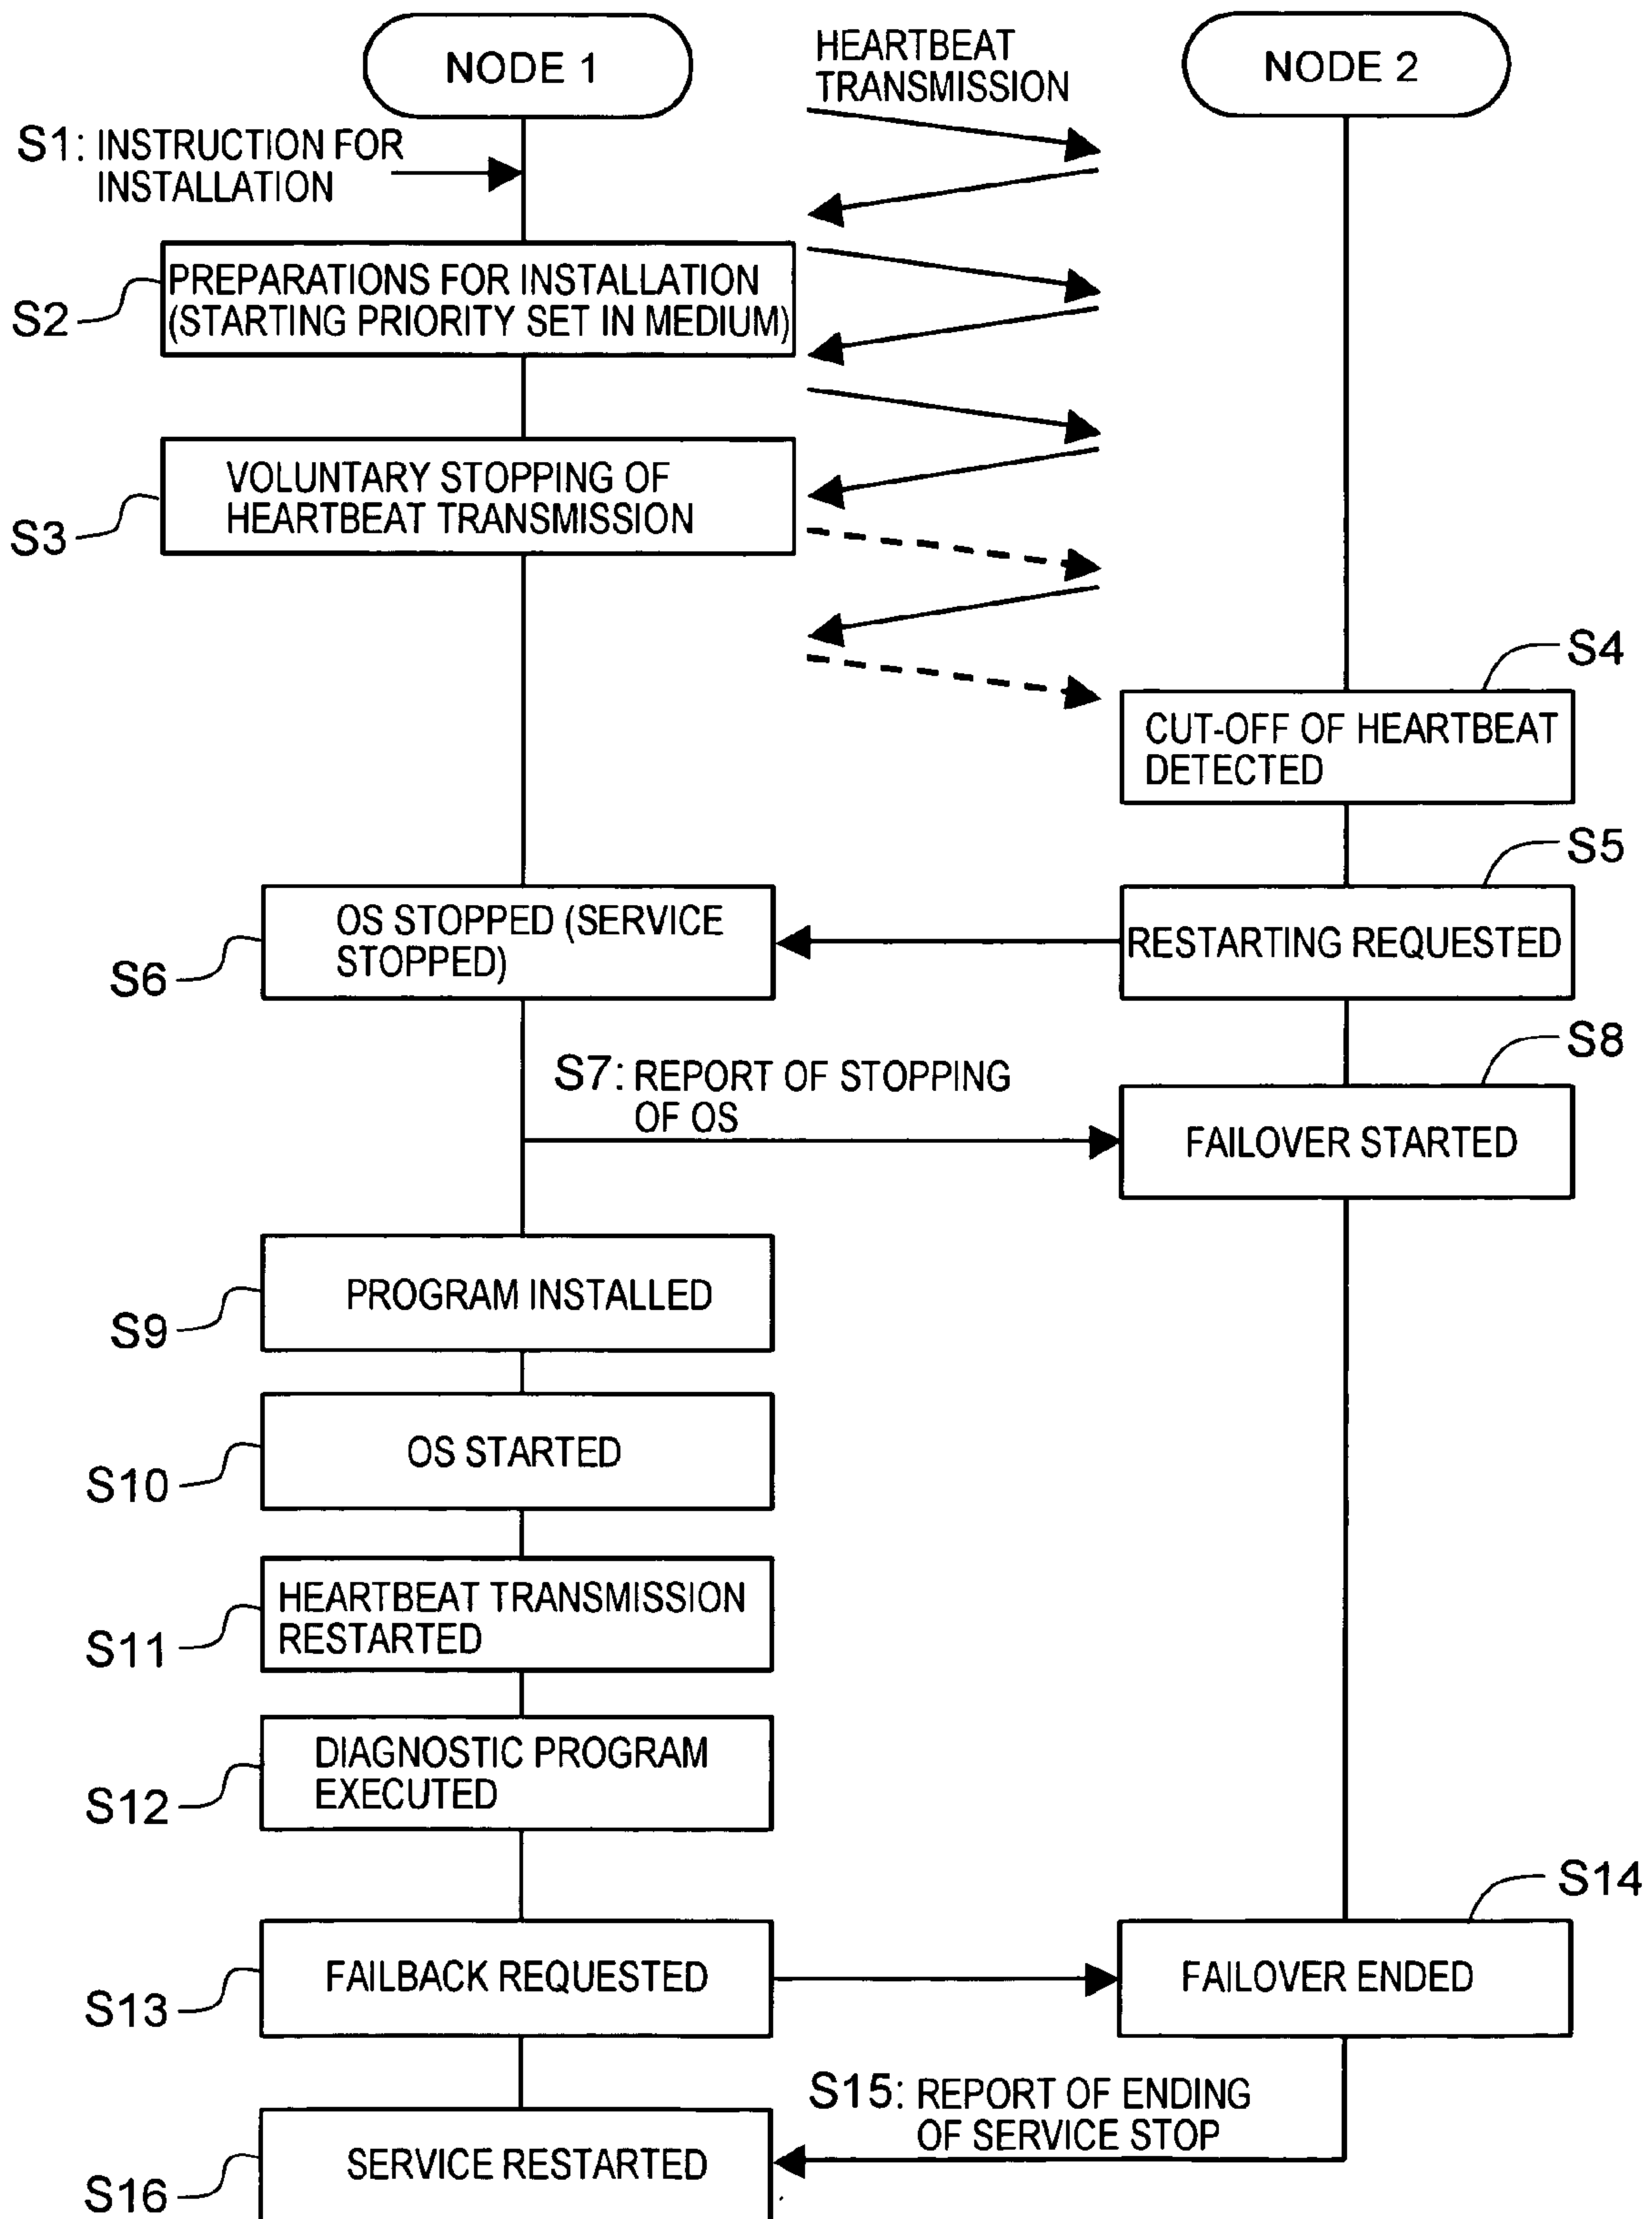 NODE 1
HEARTBEAT
TRANSMISSION
NODE 2
S1: INSTRUCTION FOR
INSTALLATION
S2
PREPARATIONS FOR INSTALLATION
(STARTING PRIORITY SET IN MEDIUM)
S3
VOLUNTARY STOPPING OF
HEARTBEAT TRANSMISSION
S4
CUT-OFF OF HEARTBEAT
DETECTED
S5
RESTARTING REQUESTED
S6
OS STOPPED (SERVICE
STOPPED)
S7: REPORT OF STOPPING
OF OS
S8
FAILOVER STARTED
S9
PROGRAM INSTALLED
S10
OS STARTED
S11
HEARTBEAT TRANSMISSION
RESTARTED
S12
DIAGNOSTIC PROGRAM
EXECUTED
S13
FAILBACK REQUESTED
S14
FAILOVER ENDED
S15: REPORT OF ENDING
OF SERVICE STOP
S16
SERVICE RESTARTED